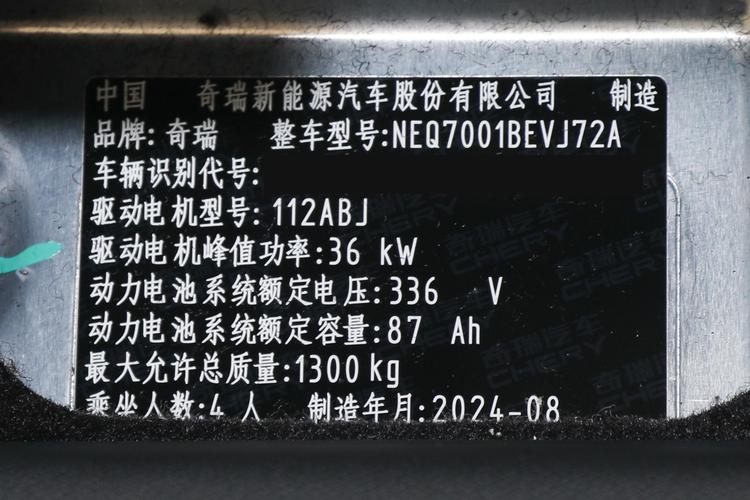 中国 奇瑞新能源汽车股份有限公司 制造
品牌: 奇瑞 整车型号:NEQ7001BEVJ72A
车辆识别代号:
驱动电机型号: 112ABJ
驱动电机峰值功率:36 kW
动力电池系统额定电压:336 V
动力电池系统额定容量:87 Ah
最大允许总质量:1300kg
乘坐人数:4 人 制造年月:2024-08